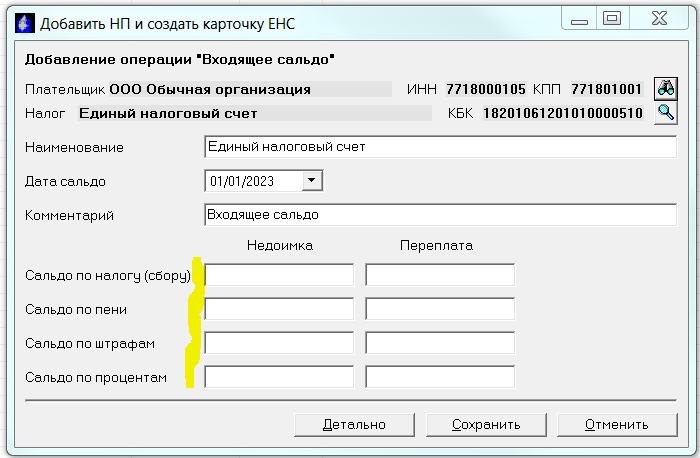 Добавить НП и создать карточку ЕНС
Добавление операции "Входящее сальдо"
Плательщик ООО Обычная организация ИНН 7718000105 КПП 771801001
Налог Единый налоговый счет КБК 18201061201010000510
Наименование Единый налоговый счет
Дата сальдо 01/01/2023
Комментарий Входящее сальдо
Недоимка Переплата
Сальдо по налогу (сбору)
Сальдо по пени
Сальдо по штрафам
Сальдо по процентам
Детально Сохранить Отменить